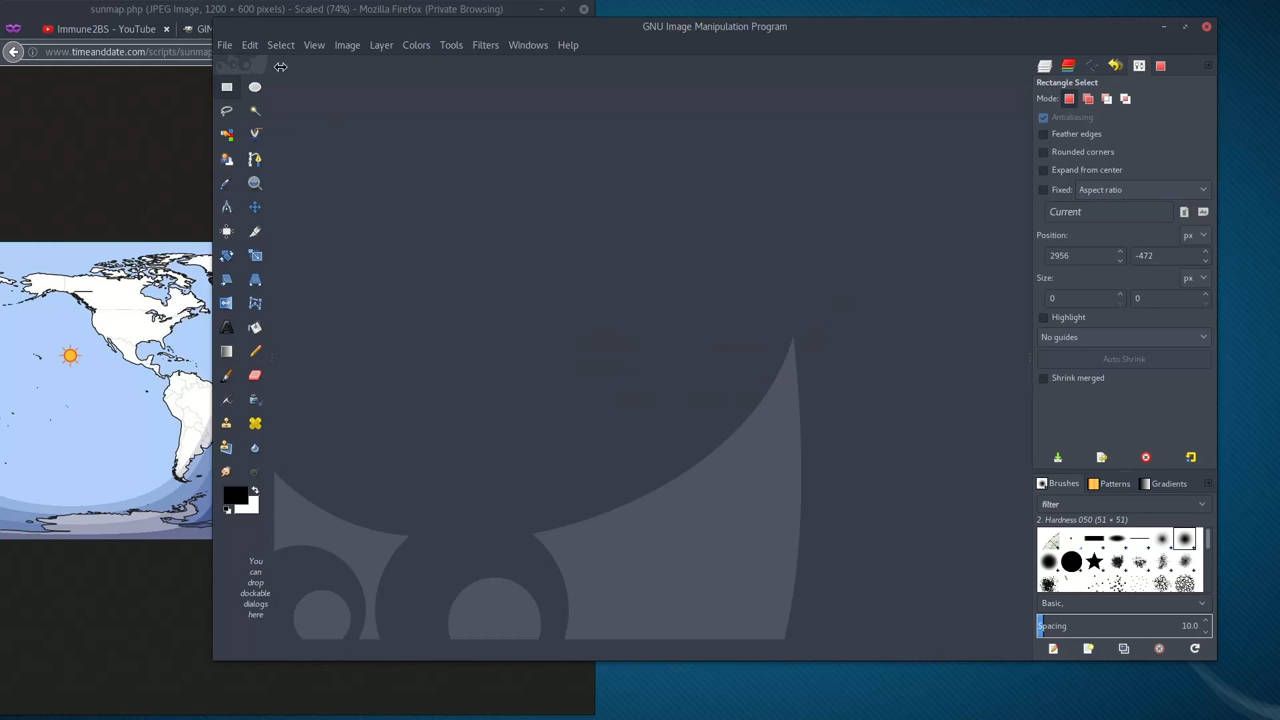 sunmap.php (JPEG Image, 1200 × 600 pixels) - Scaled (74%) - Mozilla Firefox (Private Browsing)
Immune2BS - YouTube
GIM
www.timeanddate.com/scripts/sunmap
GNU Image Manipulation Program
File Edit Select View Image Layer Colors Tools Filters Windows Help
Rectangle Select
Mode:
Antialiasing
Feather edges
Rounded corners
Expand from center
Fixed: Aspect ratio
Current
Position: px
2956 -472
Size: px
0 0
Highlight
No guides
Auto Shrink
Shrink merged
Brushes Patterns Gradients
filter
2. Hardness 050 (51 × 51)
Basic,
Spacing 10.0
You
can
drop
dockable
dialogs
here